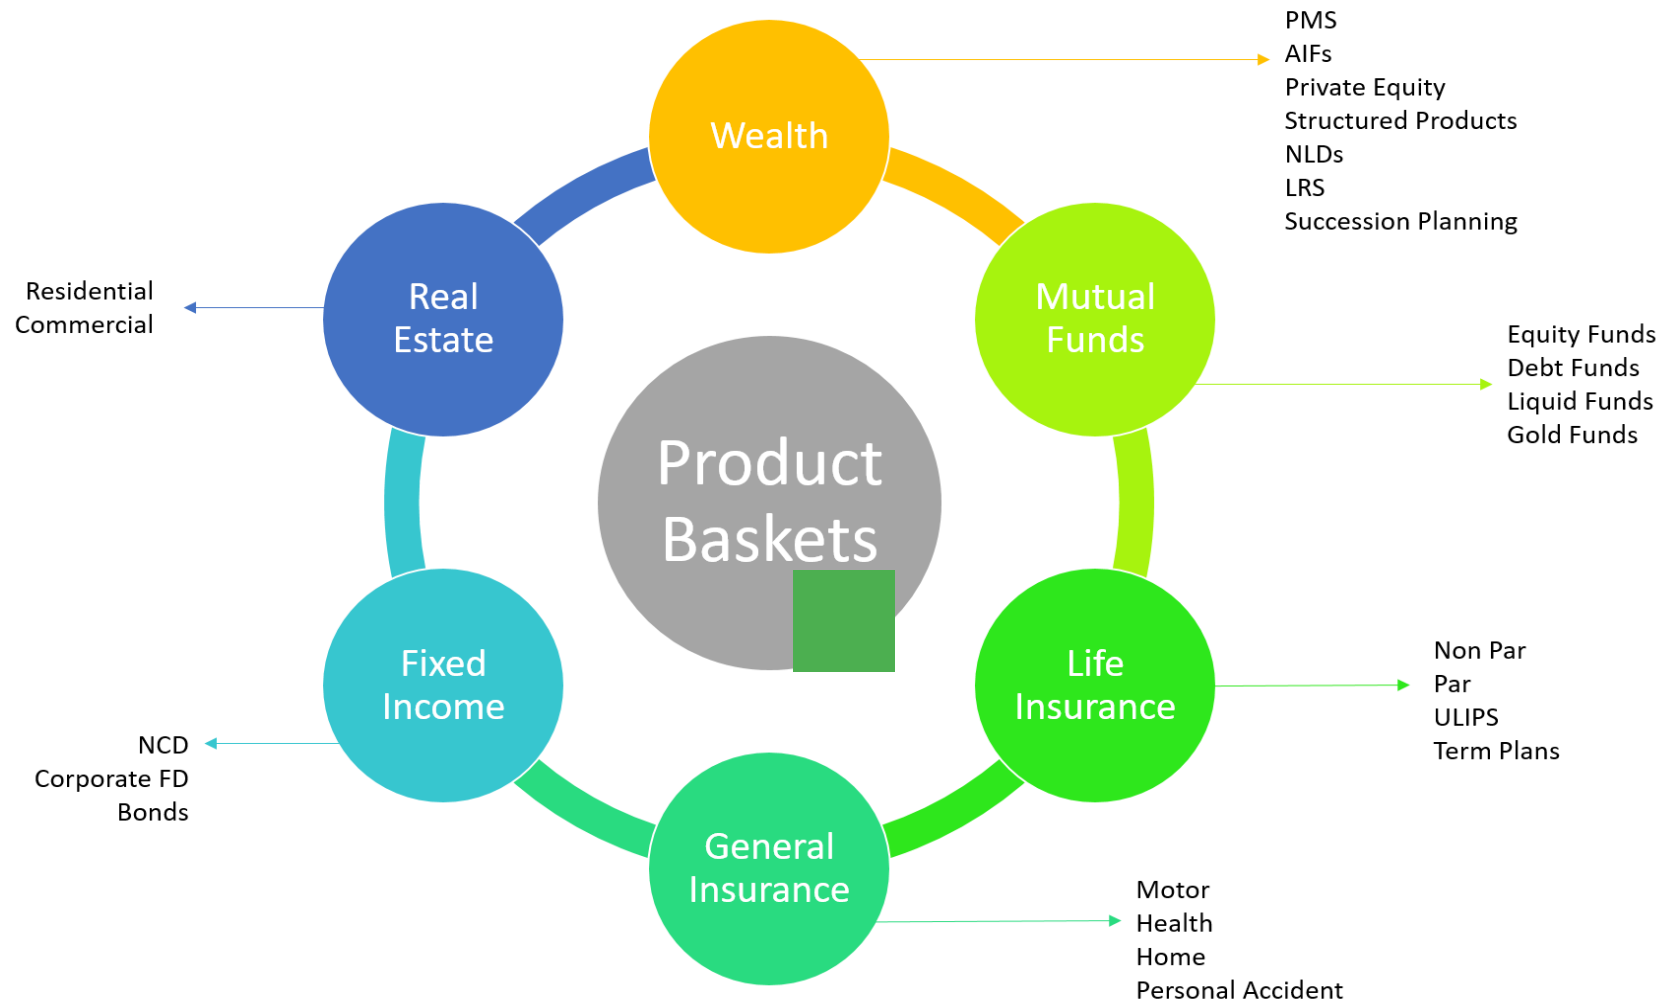 Wealth
PMS
AIFs
Private Equity
Structured Products
NLDs
LRS
Succession Planning
Mutual
Funds
Equity Funds
Debt Funds
Liquid Funds
Gold Funds
Life
Insurance
Non Par
Par
ULIPS
Term Plans
General
Insurance
Motor
Health
Home
Personal Accident
Fixed
Income
NCD
Corporate FD
Bonds
Real
Estate
Residential
Commercial
Product
Baskets